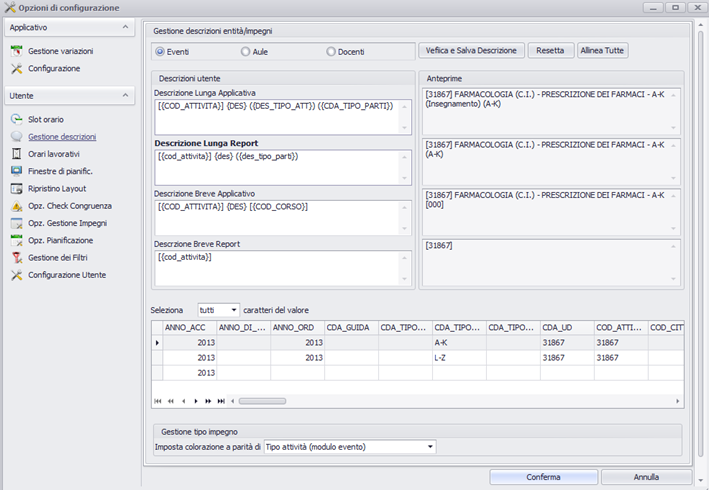 Opzioni di configurazione
Applicativo
Gestione variazioni
Configurazione
Utente
Slot orario
Gestione descrizioni
Orari lavorativi
Finestre di pianific.
Ripristino Layout
Opz. Check Congruenza
Opz. Gestione Impegni
Opz. Pianificazione
Gestione dei Filtri
Configurazione Utente
Gestione descrizioni entità/impegni
Eventi Aule Docenti Vefiica e Salva Descrizione Resetta Allinea Tutte
Descrizioni utente
Descrizione Lunga Applicativa
[{COD_ATTIVITA}] {DES} ({DES_TIPO_ATT}) ({CDA_TIPO_PARTI})
Descrizione Lunga Report
[{cod_attivita}] {des} ({des_tipo_parti})
Descrizione Breve Applicativo
[{COD_ATTIVITA}] {DES} [{COD_CORSO}]
Descrzione Breve Report
[{cod_attivita}]
Anteprime
[31867] FARMACOLOGIA (C.I.) - PRESCRIZIONE DEI FARMACI - A-K
(Insegnamento) (A-K)
[31867] FARMACOLOGIA (C.I.) - PRESCRIZIONE DEI FARMACI - A-K
(A-K)
[31867] FARMACOLOGIA (C.I.) - PRESCRIZIONE DEI FARMACI - A-K
[000]
[31867]
Seleziona tutti caratteri del valore
ANNO_ACC ANNO_DI_... ANNO_ORD CDA_GUIDA CDA_TIPO... CDA_TIPO... CDA_TIPO... CDA_UD COD_ATTI... COD_CIT
2013 2013 A-K 31867 31867
2013 2013 L-Z 31867 31867
2013
Gestione tipo impegno
Imposta colorazione a parità di Tipo attività (modulo evento)
Conferma Annulla